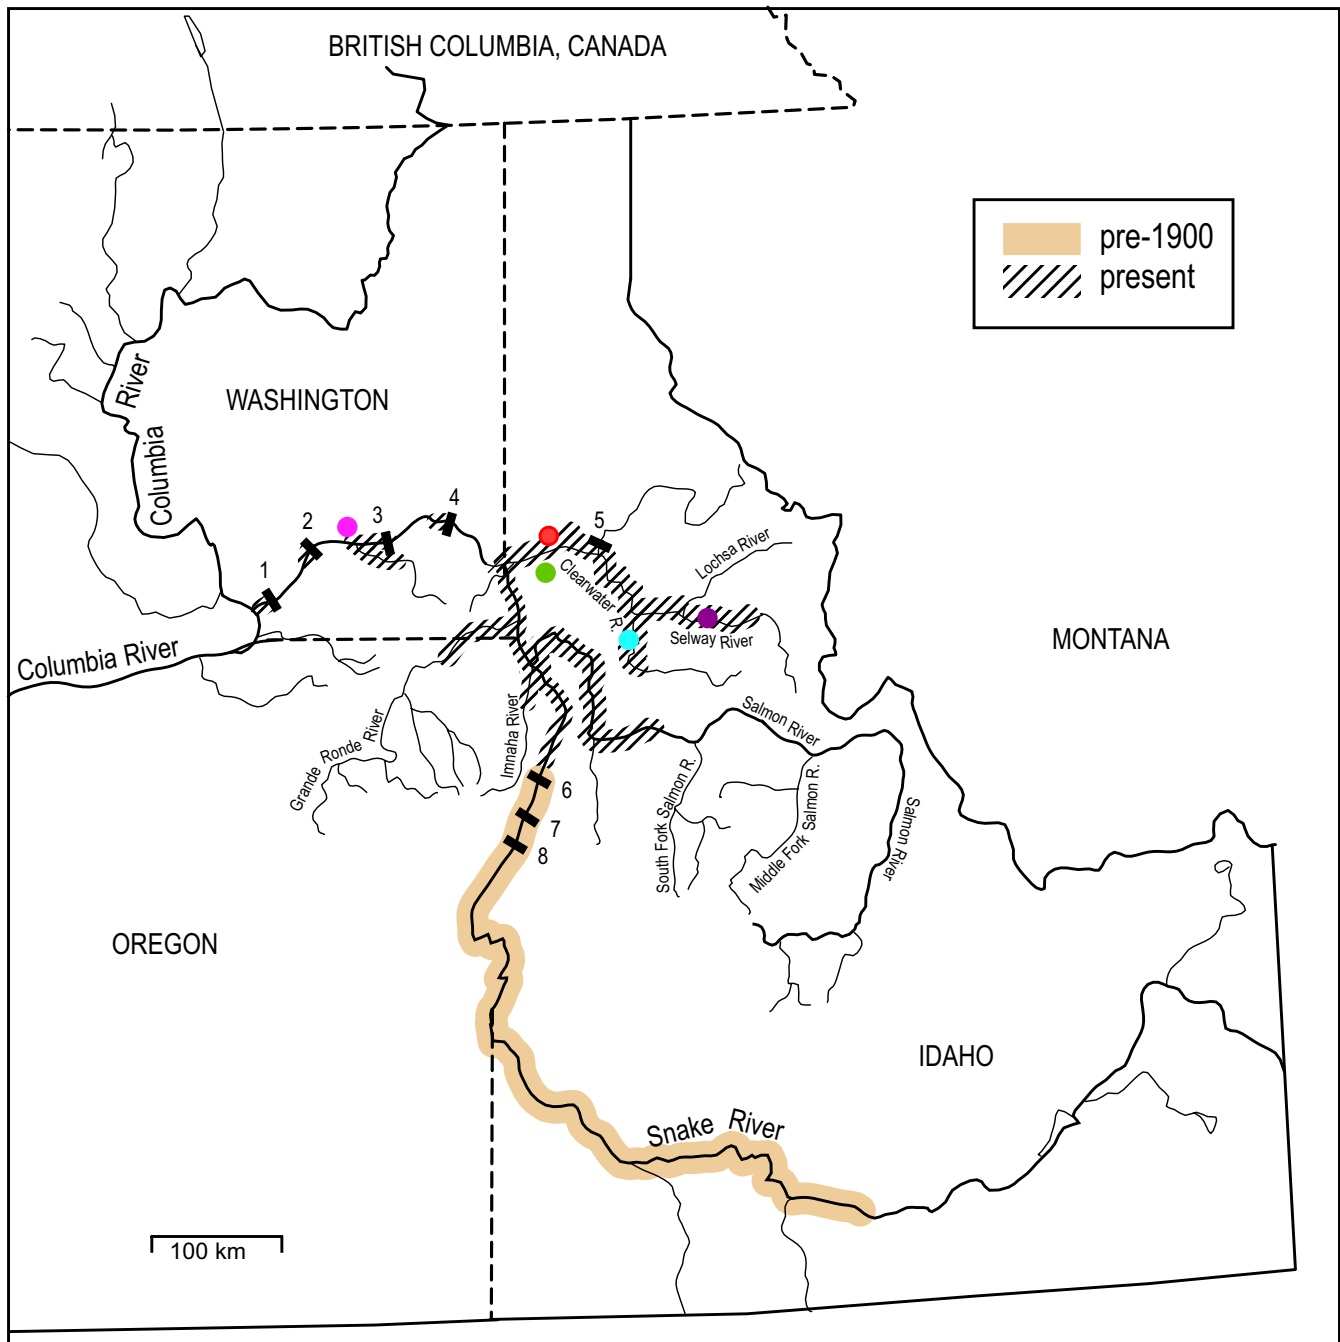 BRITISH COLUMBIA, CANADA
pre-1900
present
River
WASHINGTON
Columbia
4
3
2
5
1
Lochsa River
Clearwater R.
Selway River
Columbia River
MONTANA
Salmon River
Imnaha River
Grande Ronde River
6
7
8
South Fork Salmon R.
Middle Fork Salmon R.
Salmon River
OREGON
IDAHO
Snake River
100 km